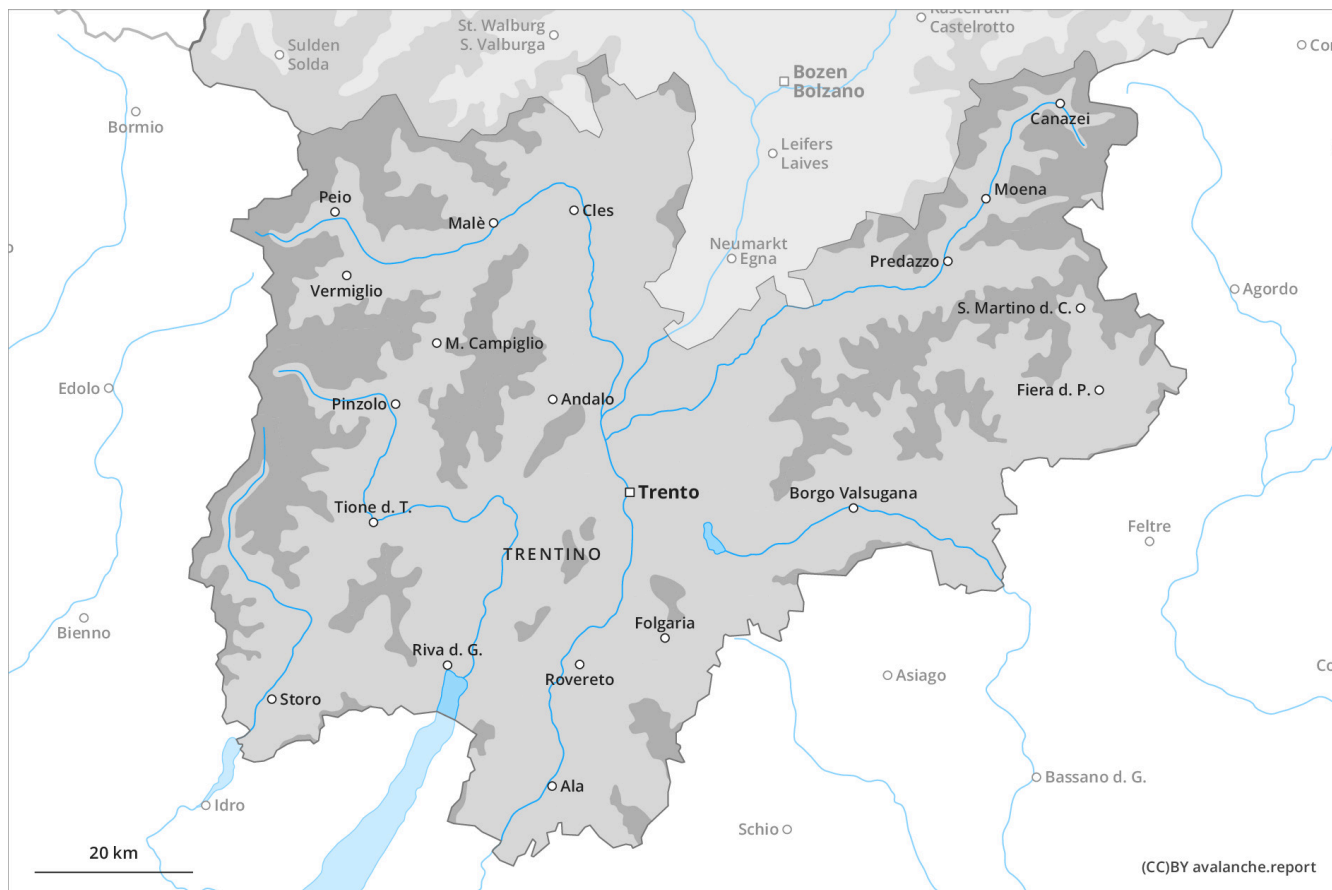 Kastelruth
Castelrotto
St. Walburg
S. Valburga
Sulden
Solda
Bozen
Bolzano
Bormio
Canazei
Leifers
Laives
Peio
Moena
Malè
Cles
Neumarkt
Egna
Predazzo
Vermiglio
Agordo
S. Martino d. C.
M. Campiglio
Edolo
Fiera d. P.
Pinzolo
Andalo
Trento
Borgo Valsugana
Tione d. T.
Feltre
TRENTINO
Bienno
Folgaria
Riva d. G.
Rovereto
Asiago
Storo
Bassano d. G.
Ala
Idro
Schio
20 km
(CC)BY avalanche.report